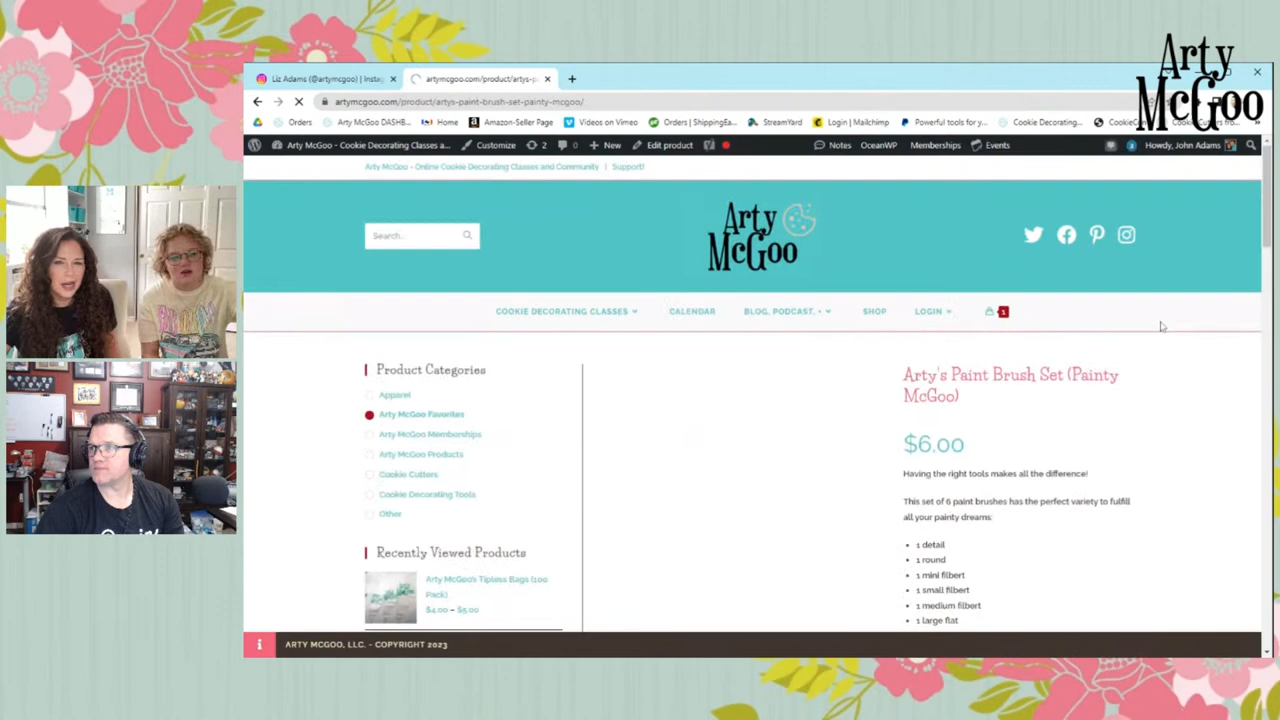 Arty
McGoo
Liz Adams (@artymcgoo) | Insta
artymcgoo.com/product/artys-p
artymcgoo.com/product/artys-paint-brush-set-painty-mcgoo/
Orders
Arty McGoo DASHB...
Home
Amazon-Seller Page
Videos on Vimeo
Orders | ShippingEa...
StreamYard
Login | Mailchimp
Powerful tools for y...
Cookie Decorating...
Arty McGoo - Cookie Decorating Classes a...
Customize
2
0
New
Edit product
Notes
OceanWP
Memberships
Events
Howdy, John Adams
Arty McGoo - Online Cookie Decorating Classes and Community | Support!
Search...
Arty
McGoo
COOKIE DECORATING CLASSES
CALENDAR
BLOG, PODCAST, +
SHOP
LOGIN
1
Product Categories
Apparel
Arty McGoo Favorites
Arty McGoo Memberships
Arty McGoo Products
Cookie Cutters
Cookie Decorating Tools
Other
Recently Viewed Products
Arty McGoo's Tipless Bags (100
Pack)
$4.00 – $5.00
Arty's Paint Brush Set (Painty
McGoo)
$6.00
Having the right tools makes all the difference!
This set of 6 paint brushes has the perfect variety to fulfill
all your painty dreams:
• 1 detail
• 1 round
• 1 mini filbert
• 1 small filbert
• 1 medium filbert
• 1 large flat
ARTY MCGOO, LLC. - COPYRIGHT 2023